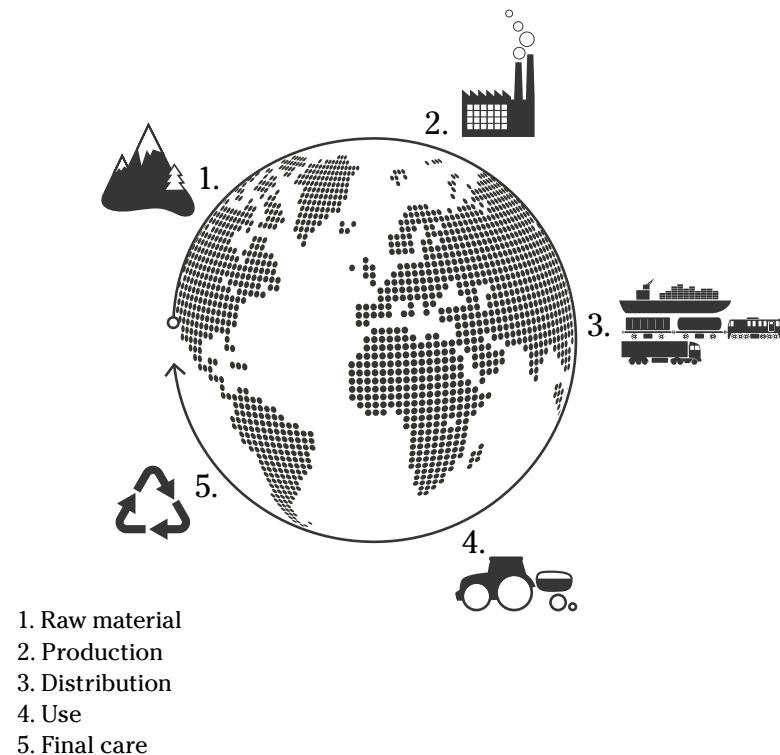 2.
1.
3.
5.
4.
1. Raw material
2. Production
3. Distribution
4. Use
5. Final care